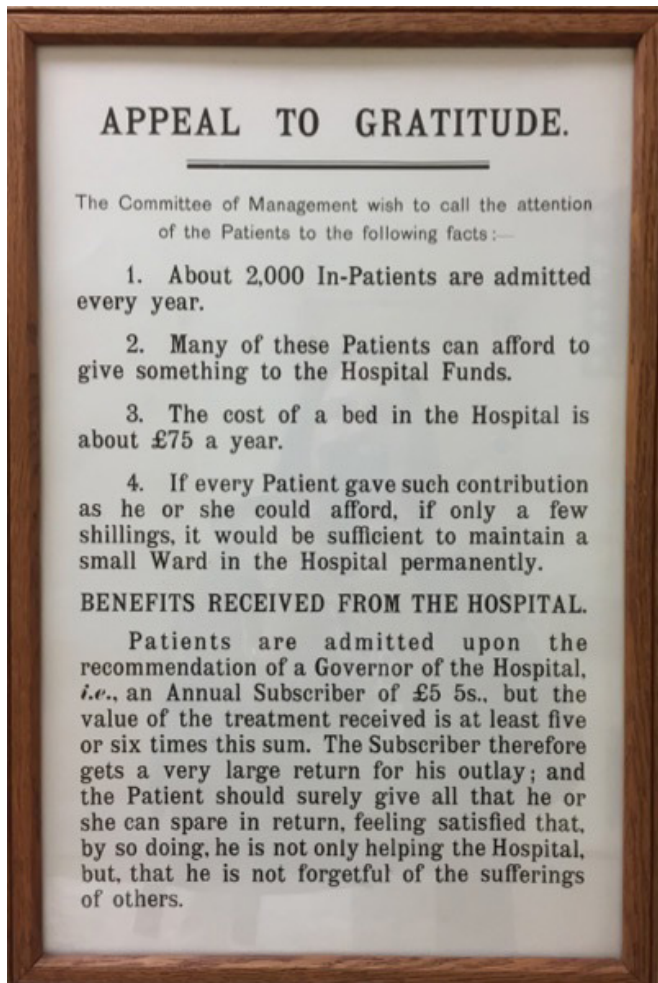 APPEAL TO GRATITUDE.
The Committee of Management wish to call the attention
of the Patients to the following facts:—
1. About 2,000 In-Patients are admitted
every year.
2. Many of these Patients can afford to
give something to the Hospital Funds.
3. The cost of a bed in the Hospital is
about £75 a year.
4. If every Patient gave such contribution
as he or she could afford, if only a few
shillings, it would be sufficient to maintain a
small Ward in the Hospital permanently.
BENEFITS RECEIVED FROM THE HOSPITAL.
Patients are admitted upon the
recommendation of a Governor of the Hospital,
i.e., an Annual Subscriber of £5 5s., but the
value of the treatment received is at least five
or six times this sum. The Subscriber therefore
gets a very large return for his outlay; and
the Patient should surely give all that he or
she can spare in return, feeling satisfied that,
by so doing, he is not only helping the Hospital,
but, that he is not forgetful of the sufferings
of others.